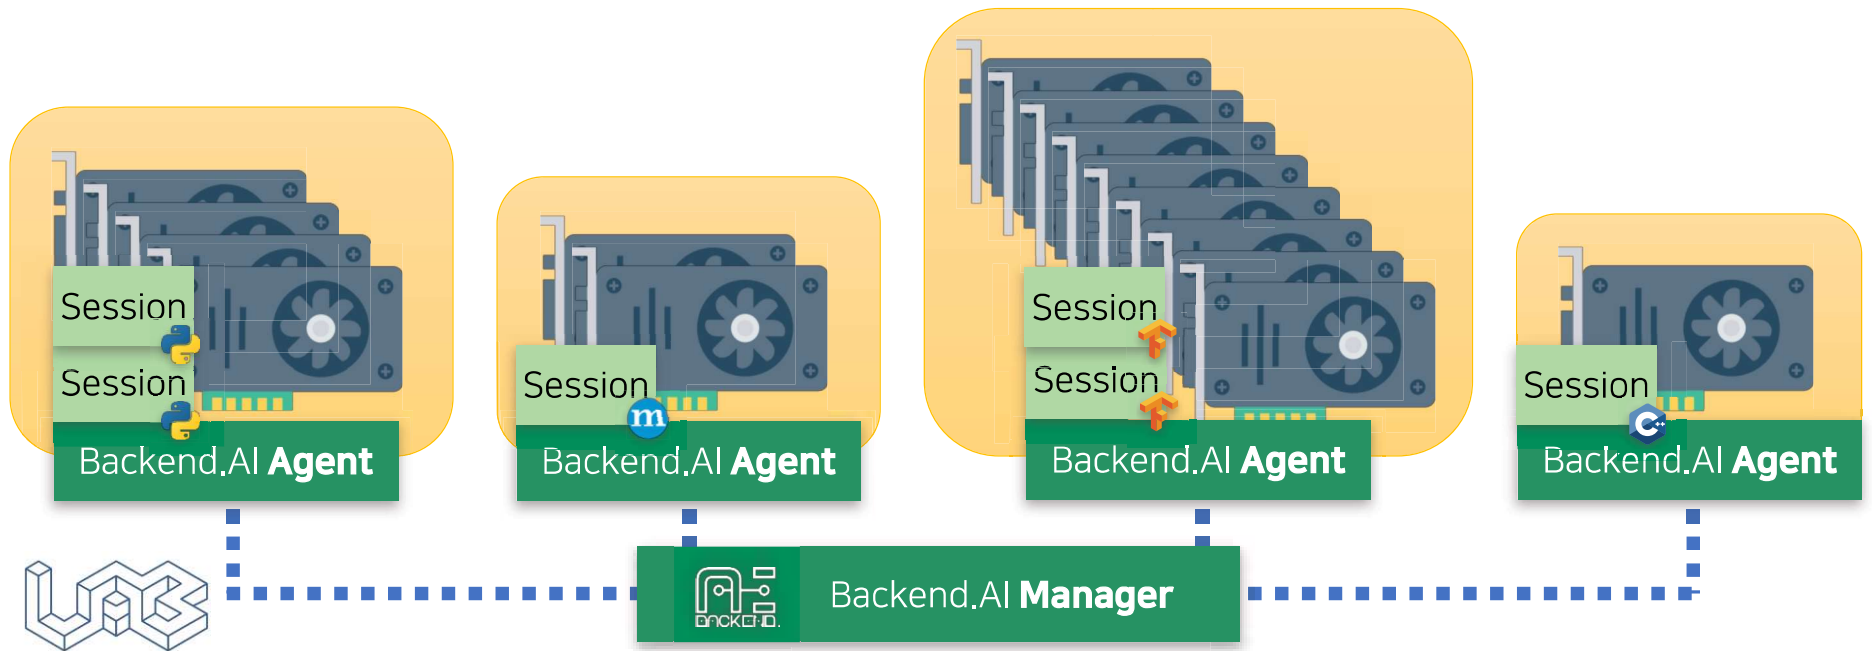 Session
Session
Backend.AI Agent
Session
m
Backend.AI Agent
Session
Session
Backend.AI Agent
Session
C++
Backend.AI Agent
LAB
BACKEND.
Backend.AI Manager